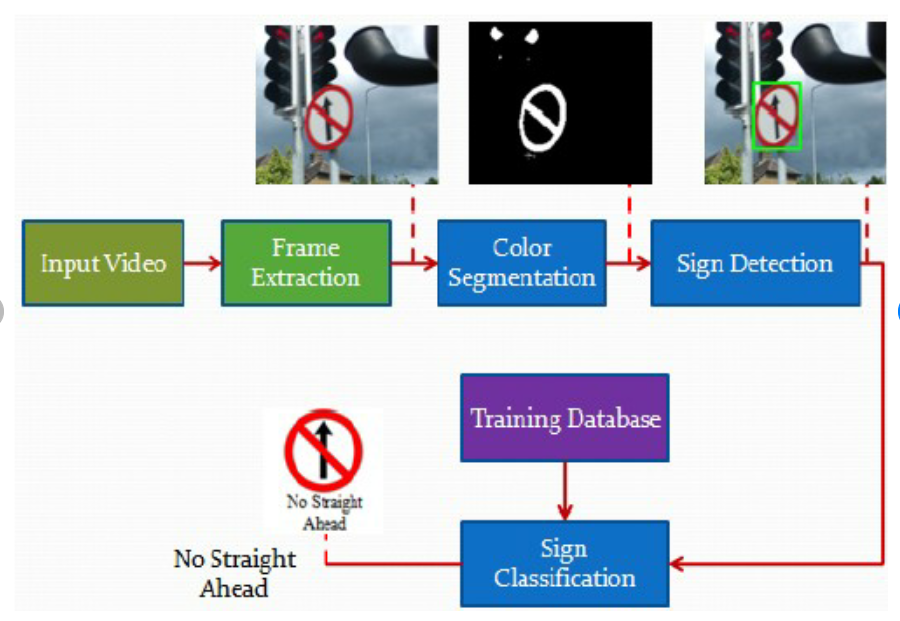 Input Video
Frame
Extraction
Color
Segmentation
Sign Detection
Training Database
No Straight
Ahead
No Straight
Ahead
Sign
Classification